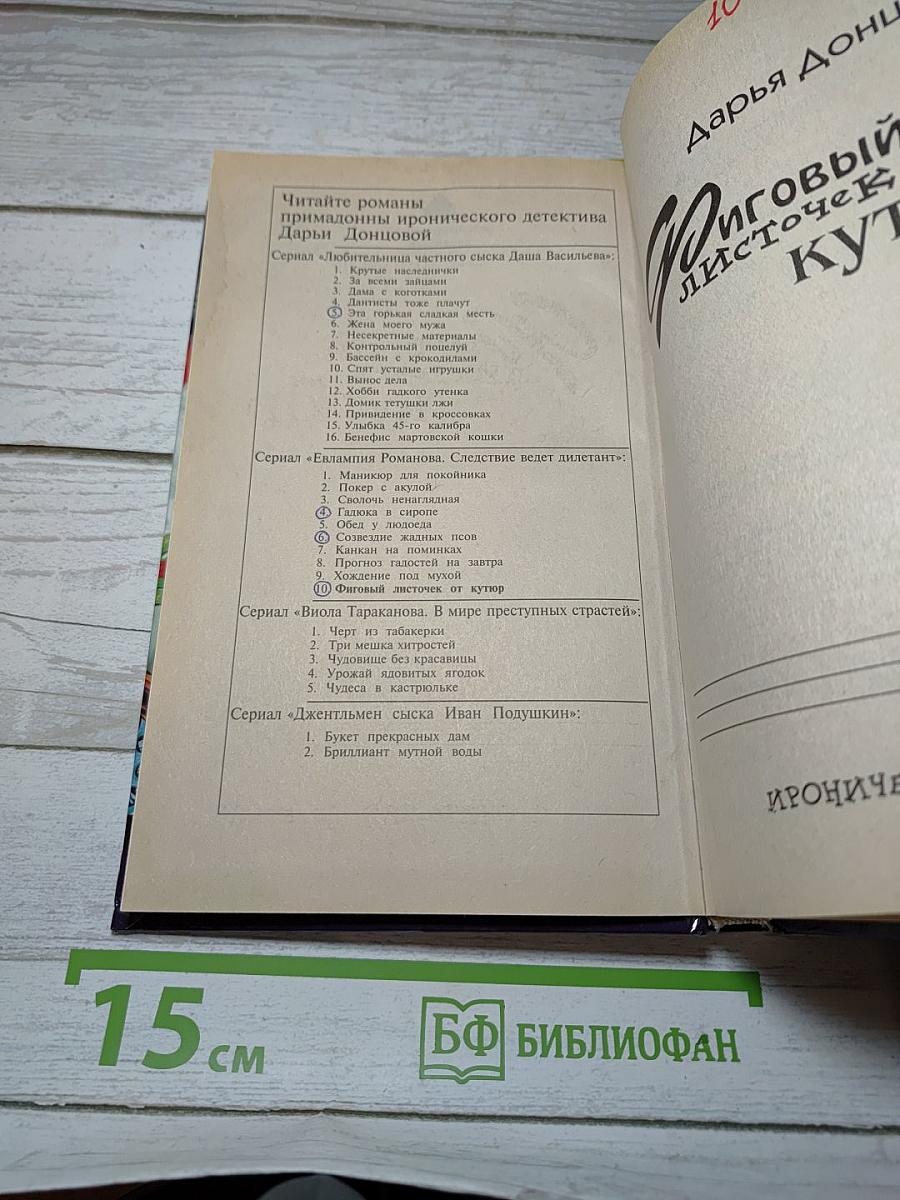 Читайте романы
примадонны иронического детектива
Дарьи Донцовой
Сериал «Любительница частного сыска Даша Васильева»:
1. Крутые наследнички
2. За всеми зайцами
3. Дама с коготками
4. Дантисты тоже плачут
5. Эта горькая сладкая месть
6. Жена моего мужа
7. Несекретные материалы
8. Контрольный поцелуй
9. Бассейн с крокодилами
10. Спят усталые игрушки
11. Вынос дела
12. Хобби гадкого утенка
13. Домик тетушки лжи
14. Привидение в кроссовках
15. Улыбка 45-го калибра
16. Бенефис мартовской кошки
Сериал «Евлампия Романова. Следствие ведет дилетант»:
1. Маникюр для покойника
2. Покер с акулой
3. Сволочь ненаглядная
4. Гадюка в сиропе
5. Обед у людоеда
6. Созвездие жадных псов
7. Канкан на поминках
8. Прогноз гадостей на завтра
9. Хождение под мухой
10. Фиговый листочек от кутюр
Сериал «Виола Тараканова. В мире преступных страстей»:
1. Черт из табакерки
2. Три мешка хитростей
3. Чудовище без красавицы
4. Урожай ядовитых ягодок
5. Чудеса в кастрюльке
Сериал «Джентльмен сыска Иван Подушкин»:
1. Букет прекрасных дам
2. Бриллиант мутной воды
10
Дарья Донц
Фиговый
листочек
кут
ирониче
15 см
БФ БИБЛИОФАН